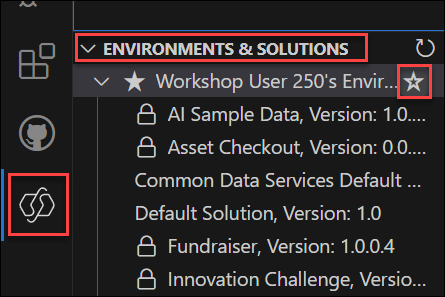 ENVIRONMENTS & SOLUTIONS
Workshop User 250's Envir...
AI Sample Data, Version: 1.0....
Asset Checkout, Version: 0.0....
Common Data Services Default ...
Default Solution, Version: 1.0
Fundraiser, Version: 1.0.0.4
Innovation Challenge, Versio...